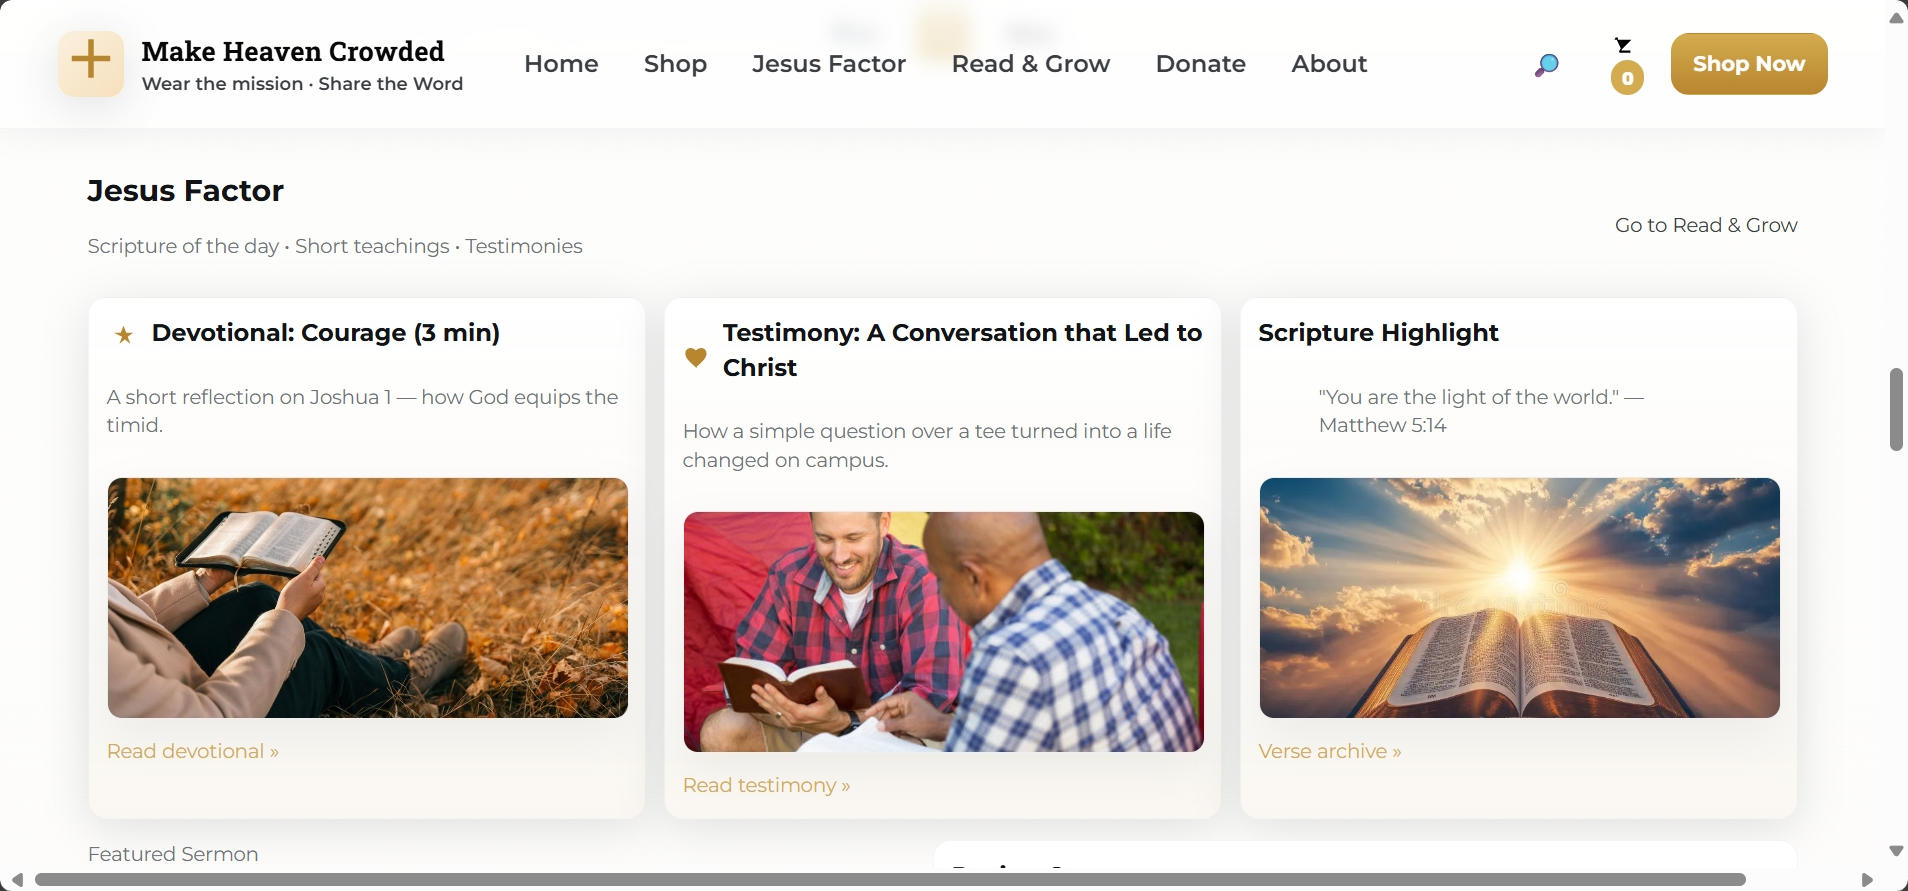 Make Heaven Crowded
Wear the mission · Share the Word
Home
Shop
Jesus Factor
Read & Grow
Donate
About
0
Shop Now
Jesus Factor
Scripture of the day • Short teachings • Testimonies
Go to Read & Grow
Devotional: Courage (3 min)
A short reflection on Joshua 1 — how God equips the
timid.
Read devotional »
Testimony: A Conversation that Led to
Christ
How a simple question over a tee turned into a life
changed on campus.
Read testimony »
Scripture Highlight
"You are the light of the world." —
Matthew 5:14
Verse archive »
Featured Sermon